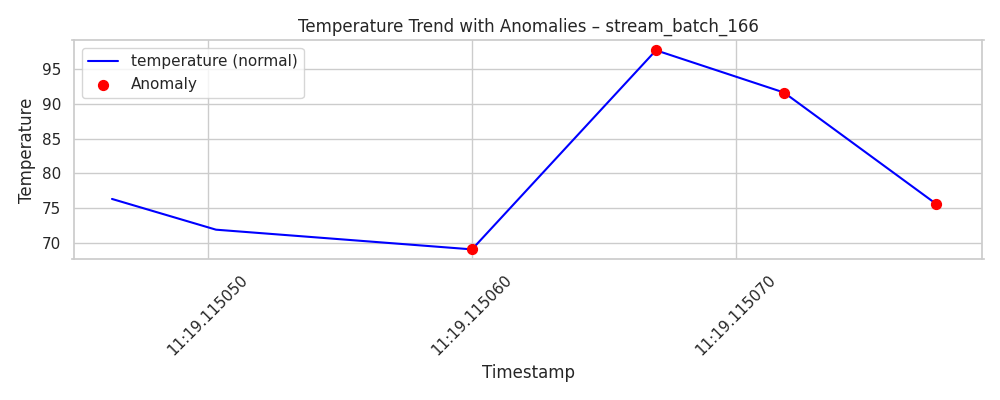 Temperature Trend with Anomalies – stream_batch_166
temperature (normal)
Anomaly
Temperature
95
90
85
80
75
70
11:19.115050
11:19.115060
11:19.115070
Timestamp